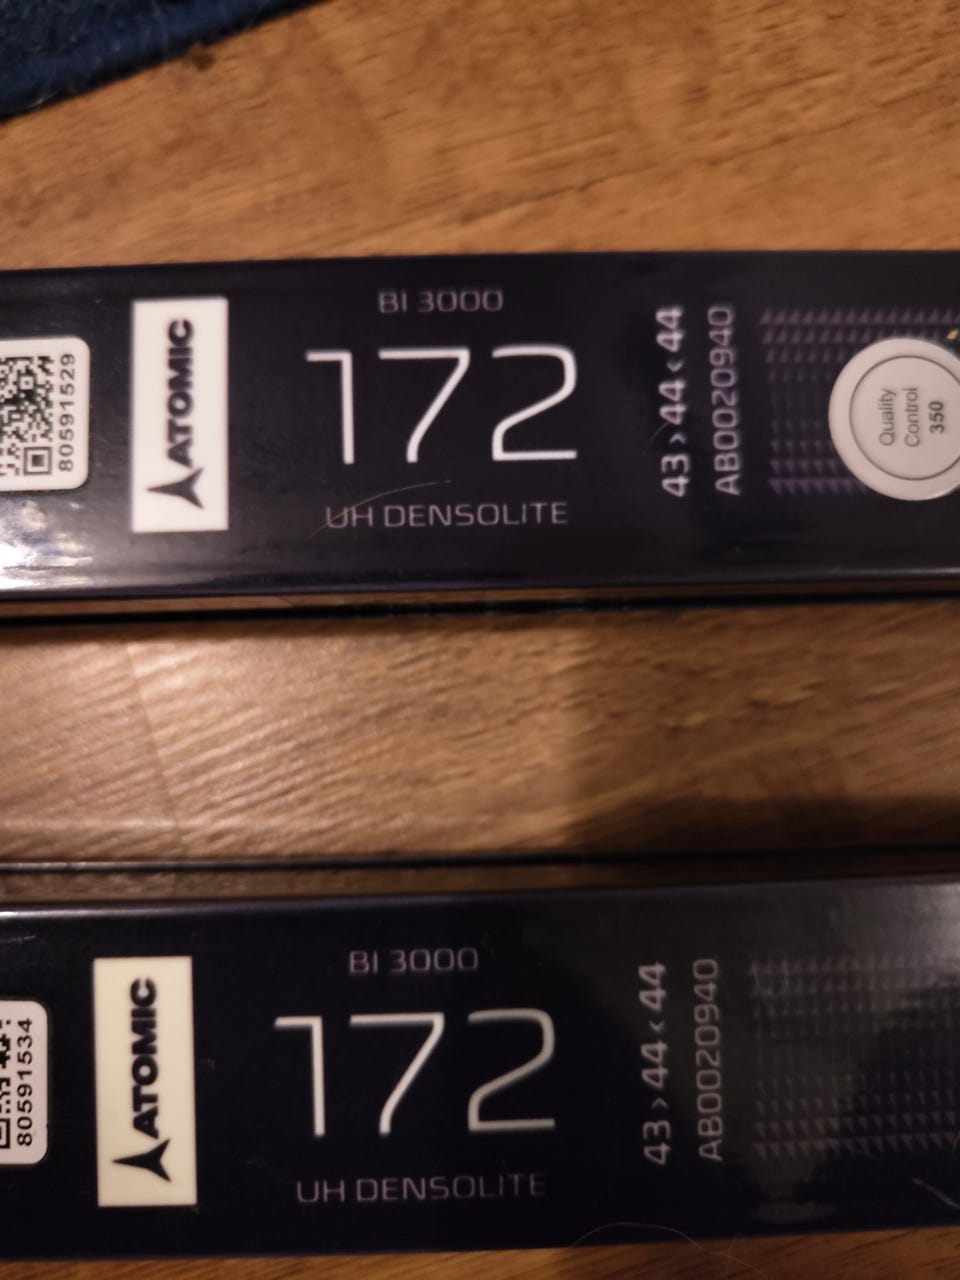 80591529
ATOMIC
BI 3000
172
UH DENSOLITE
43 > 44 < 44
AB0020940
Quality
Control
350
80591534
ATOMIC
BI 3000
172
UH DENSOLITE
43 > 44 < 44
AB0020940